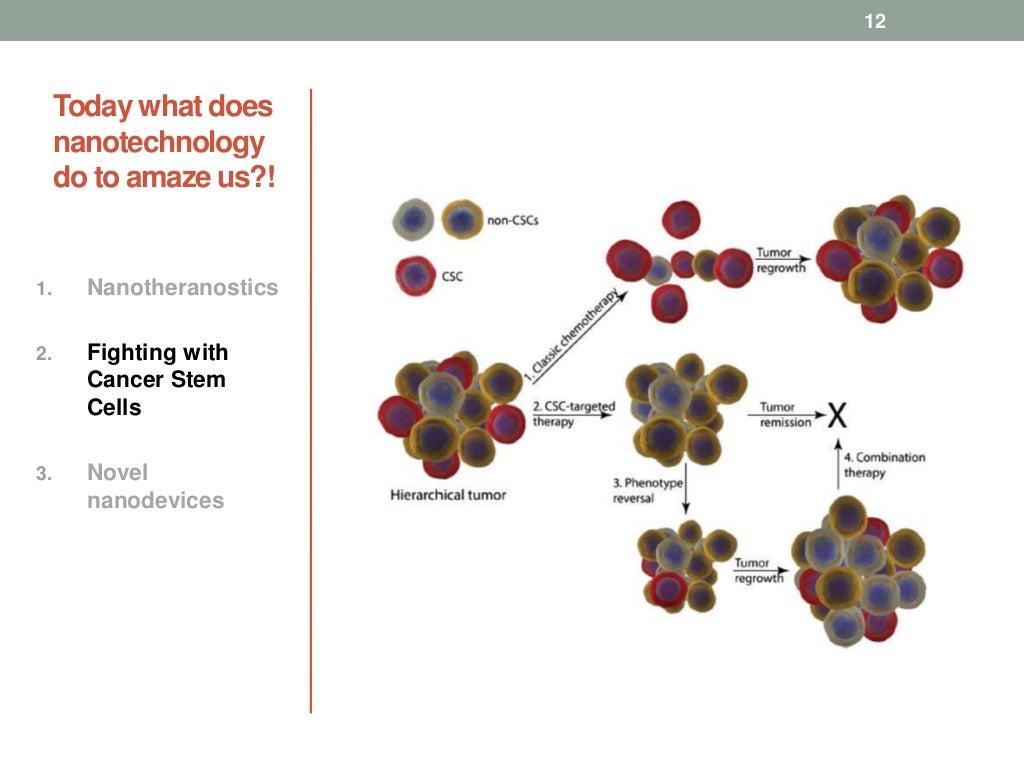 12
Today what does
nanotechnology
do to amaze us?!
1. Nanotheranostics
2. Fighting with
Cancer Stem
Cells
3. Novel
nanodevices
non-CSCs
CSC
1. Classic chemotherapy
Tumor
regrowth
Hierarchical tumor
2. CSC-targeted
therapy
Tumor
remission
X
3. Phenotype
reversal
4. Combination
therapy
Tumor
regrowth